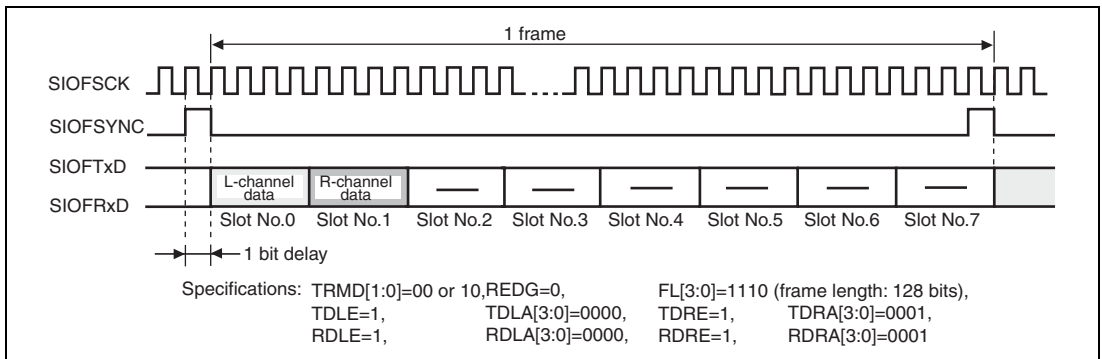 1 frame
SIOFSCK
SIOFSYNC
SIOFTxD
SIOFRxD
L-channel
data
R-channel
data
Slot No.0 Slot No.1 Slot No.2 Slot No.3 Slot No.4 Slot No.5 Slot No.6 Slot No.7
1 bit delay
Specifications: TRMD[1:0]=00 or 10,REDG=0, FL[3:0]=1110 (frame length: 128 bits),
TDLE=1, TDLA[3:0]=0000, TDRE=1, TDRA[3:0]=0001,
RDLE=1, RDLA[3:0]=0000, RDRE=1, RDRA[3:0]=0001